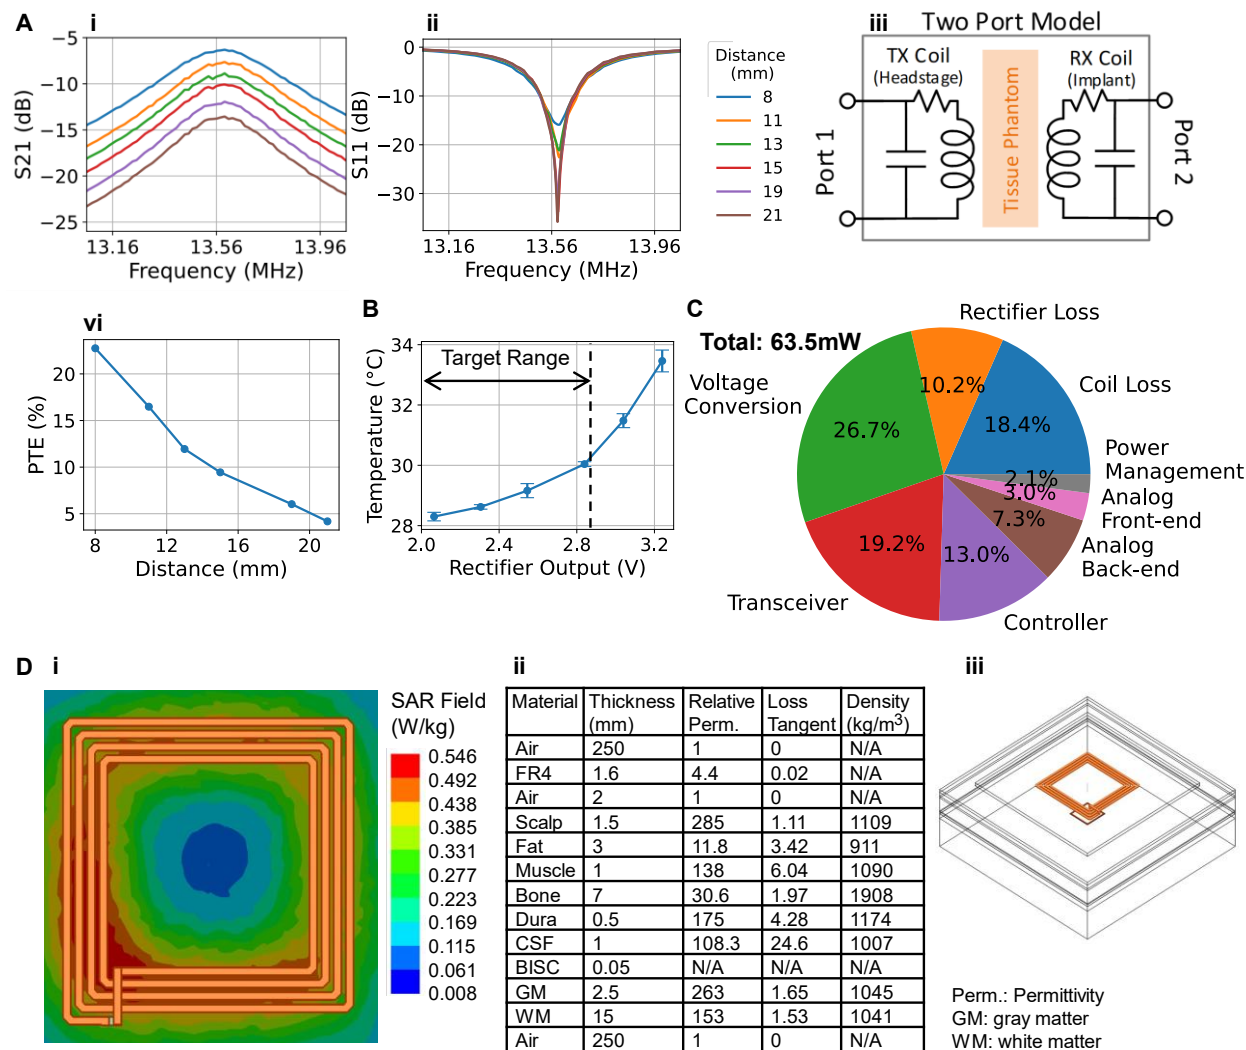 A
i
−5
−10
−15
−20
−25
S21 (dB)
13.16
13.56
13.96
Frequency (MHz)
ii
0
−10
−20
−30
S11 (dB)
13.16
13.56
13.96
Frequency (MHz)
Distance
(mm)
8
11
13
15
19
21
iii
Two Port Model
TX Coil
(Headstage)
RX Coil
(Implant)
Port 1
Tissue Phantom
Port 2
vi
20
15
10
5
PTE (%)
8
12
16
20
Distance (mm)
B
34
32
30
28
Temperature (°C)
Target Range
2.0
2.4
2.8
3.2
Rectifier Output (V)
C
Total: 63.5mW
Rectifier Loss
10.2%
Coil Loss
18.4%
Voltage
Conversion
26.7%
Power
Management
2.1%
3.0%
Analog
Front-end
7.3%
Analog
Back-end
19.2%
Transceiver
13.0%
Controller
D
i
SAR Field
(W/kg)
0.546
0.492
0.438
0.385
0.331
0.277
0.223
0.169
0.115
0.061
0.008
ii
Material Thickness (mm) Relative Perm. Loss Tangent Density (kg/m³)
Air 250 1 0 N/A
FR4 1.6 4.4 0.02 N/A
Air 2 1 0 N/A
Scalp 1.5 285 1.11 1109
Fat 3 11.8 3.42 911
Muscle 1 138 6.04 1090
Bone 7 30.6 1.97 1908
Dura 0.5 175 4.28 1174
CSF 1 108.3 24.6 1007
BISC 0.05 N/A N/A N/A
GM 2.5 263 1.65 1045
WM 15 153 1.53 1041
Air 250 1 0 N/A
iii
Perm.: Permittivity
GM: gray matter
WM: white matter